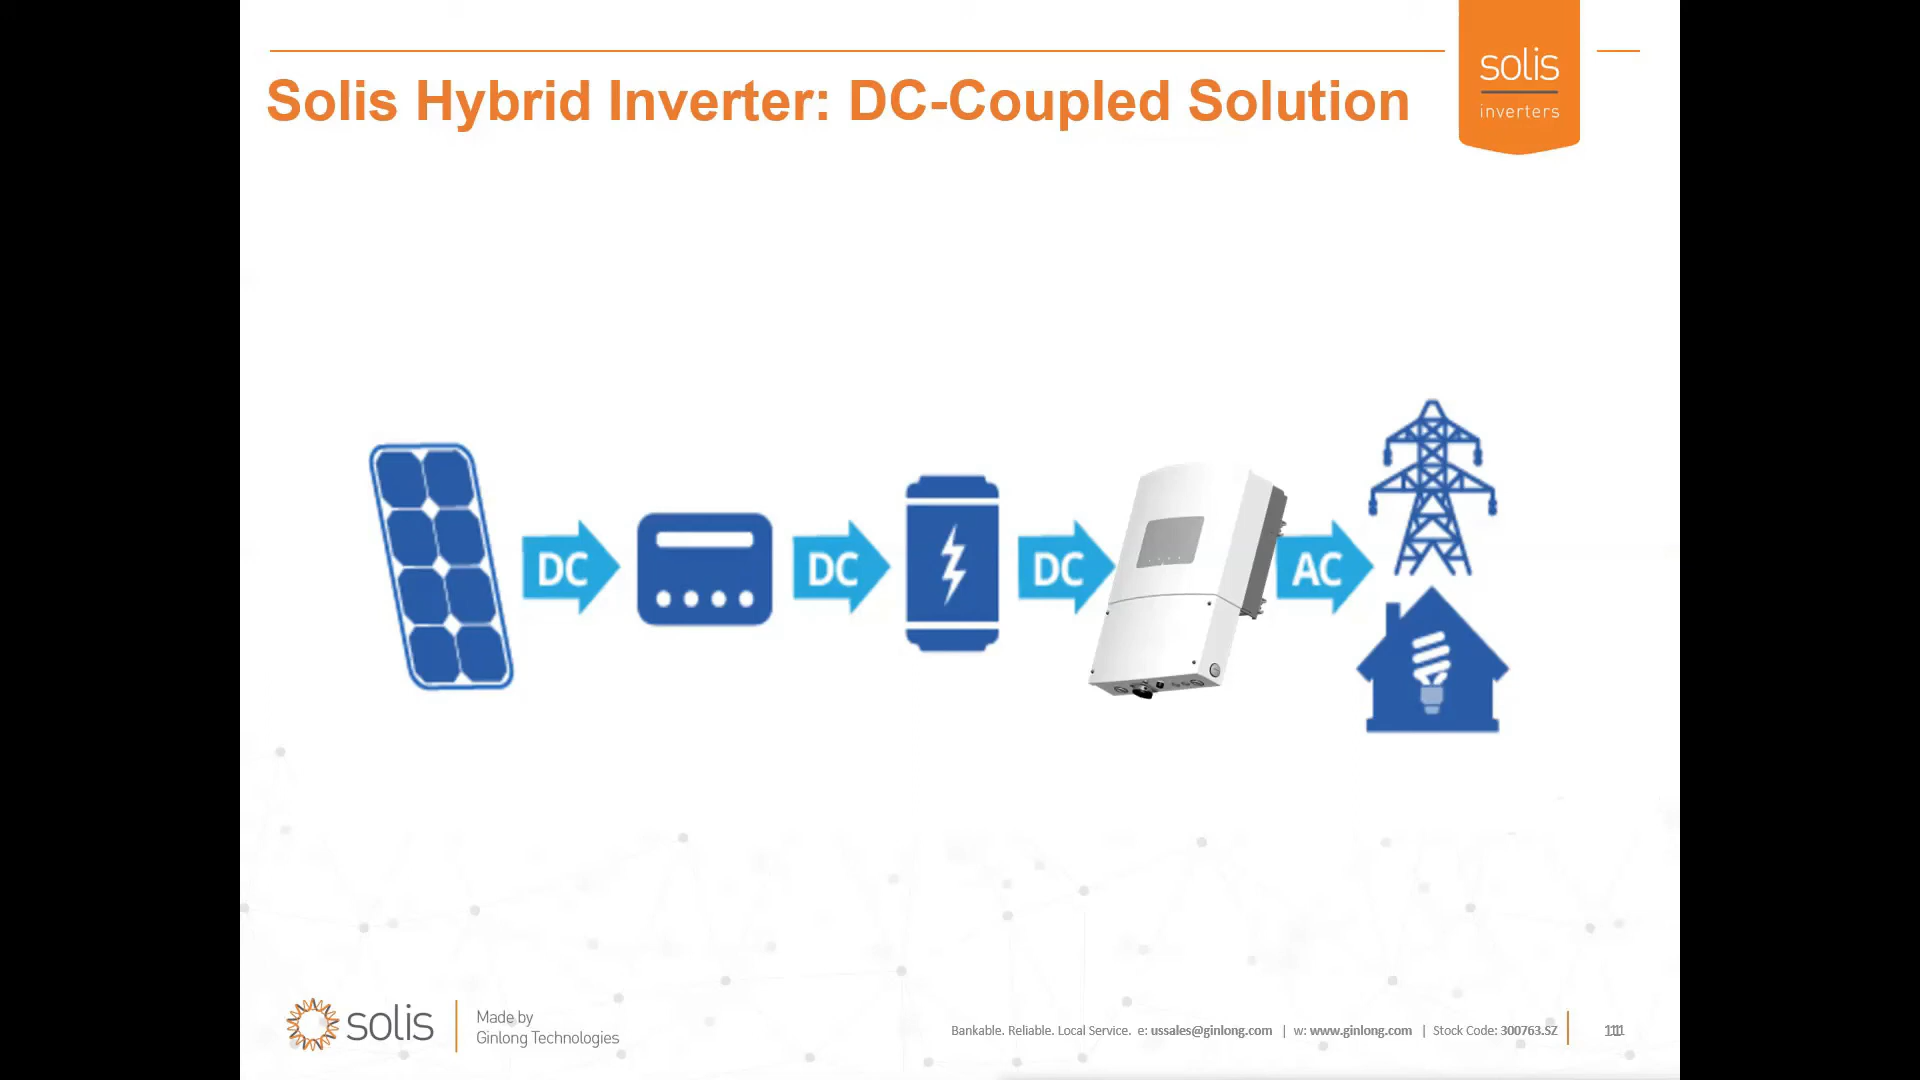 Solis Hybrid Inverter: DC-Coupled Solution
solis
inverters
DC
DC
DC
AC
solis
Made by
Ginlong Technologies
Bankable. Reliable. Local Service. e: ussales@ginlong.com | w: www.ginlong.com | Stock Code: 300763.SZ